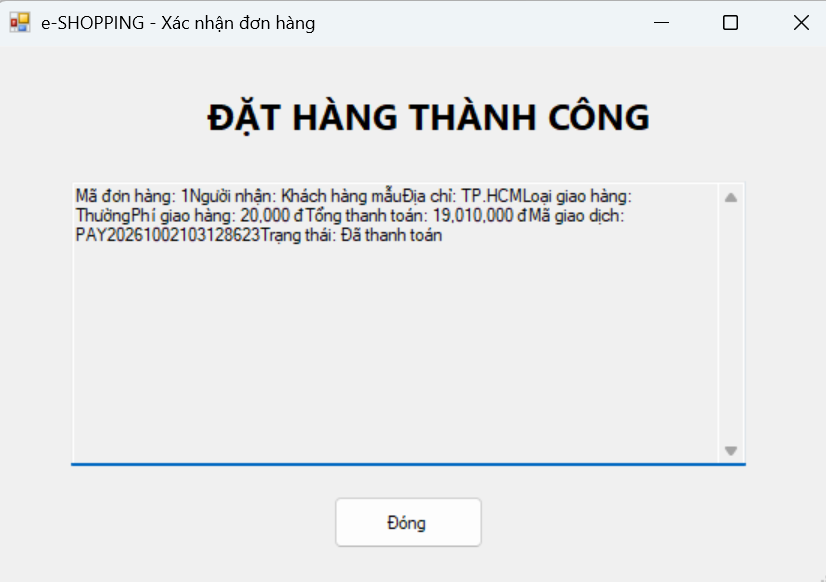 e-SHOPPING - Xác nhận đơn hàng
ĐẶT HÀNG THÀNH CÔNG
Mã đơn hàng: 1Người nhận: Khách hàng mẫuĐịa chỉ: TP.HCMLoại giao hàng:
ThườngPhí giao hàng: 20,000 đTổng thanh toán: 19,010,000 đMã giao dịch:
PAY20261002103128623Trạng thái: Đã thanh toán
Đóng